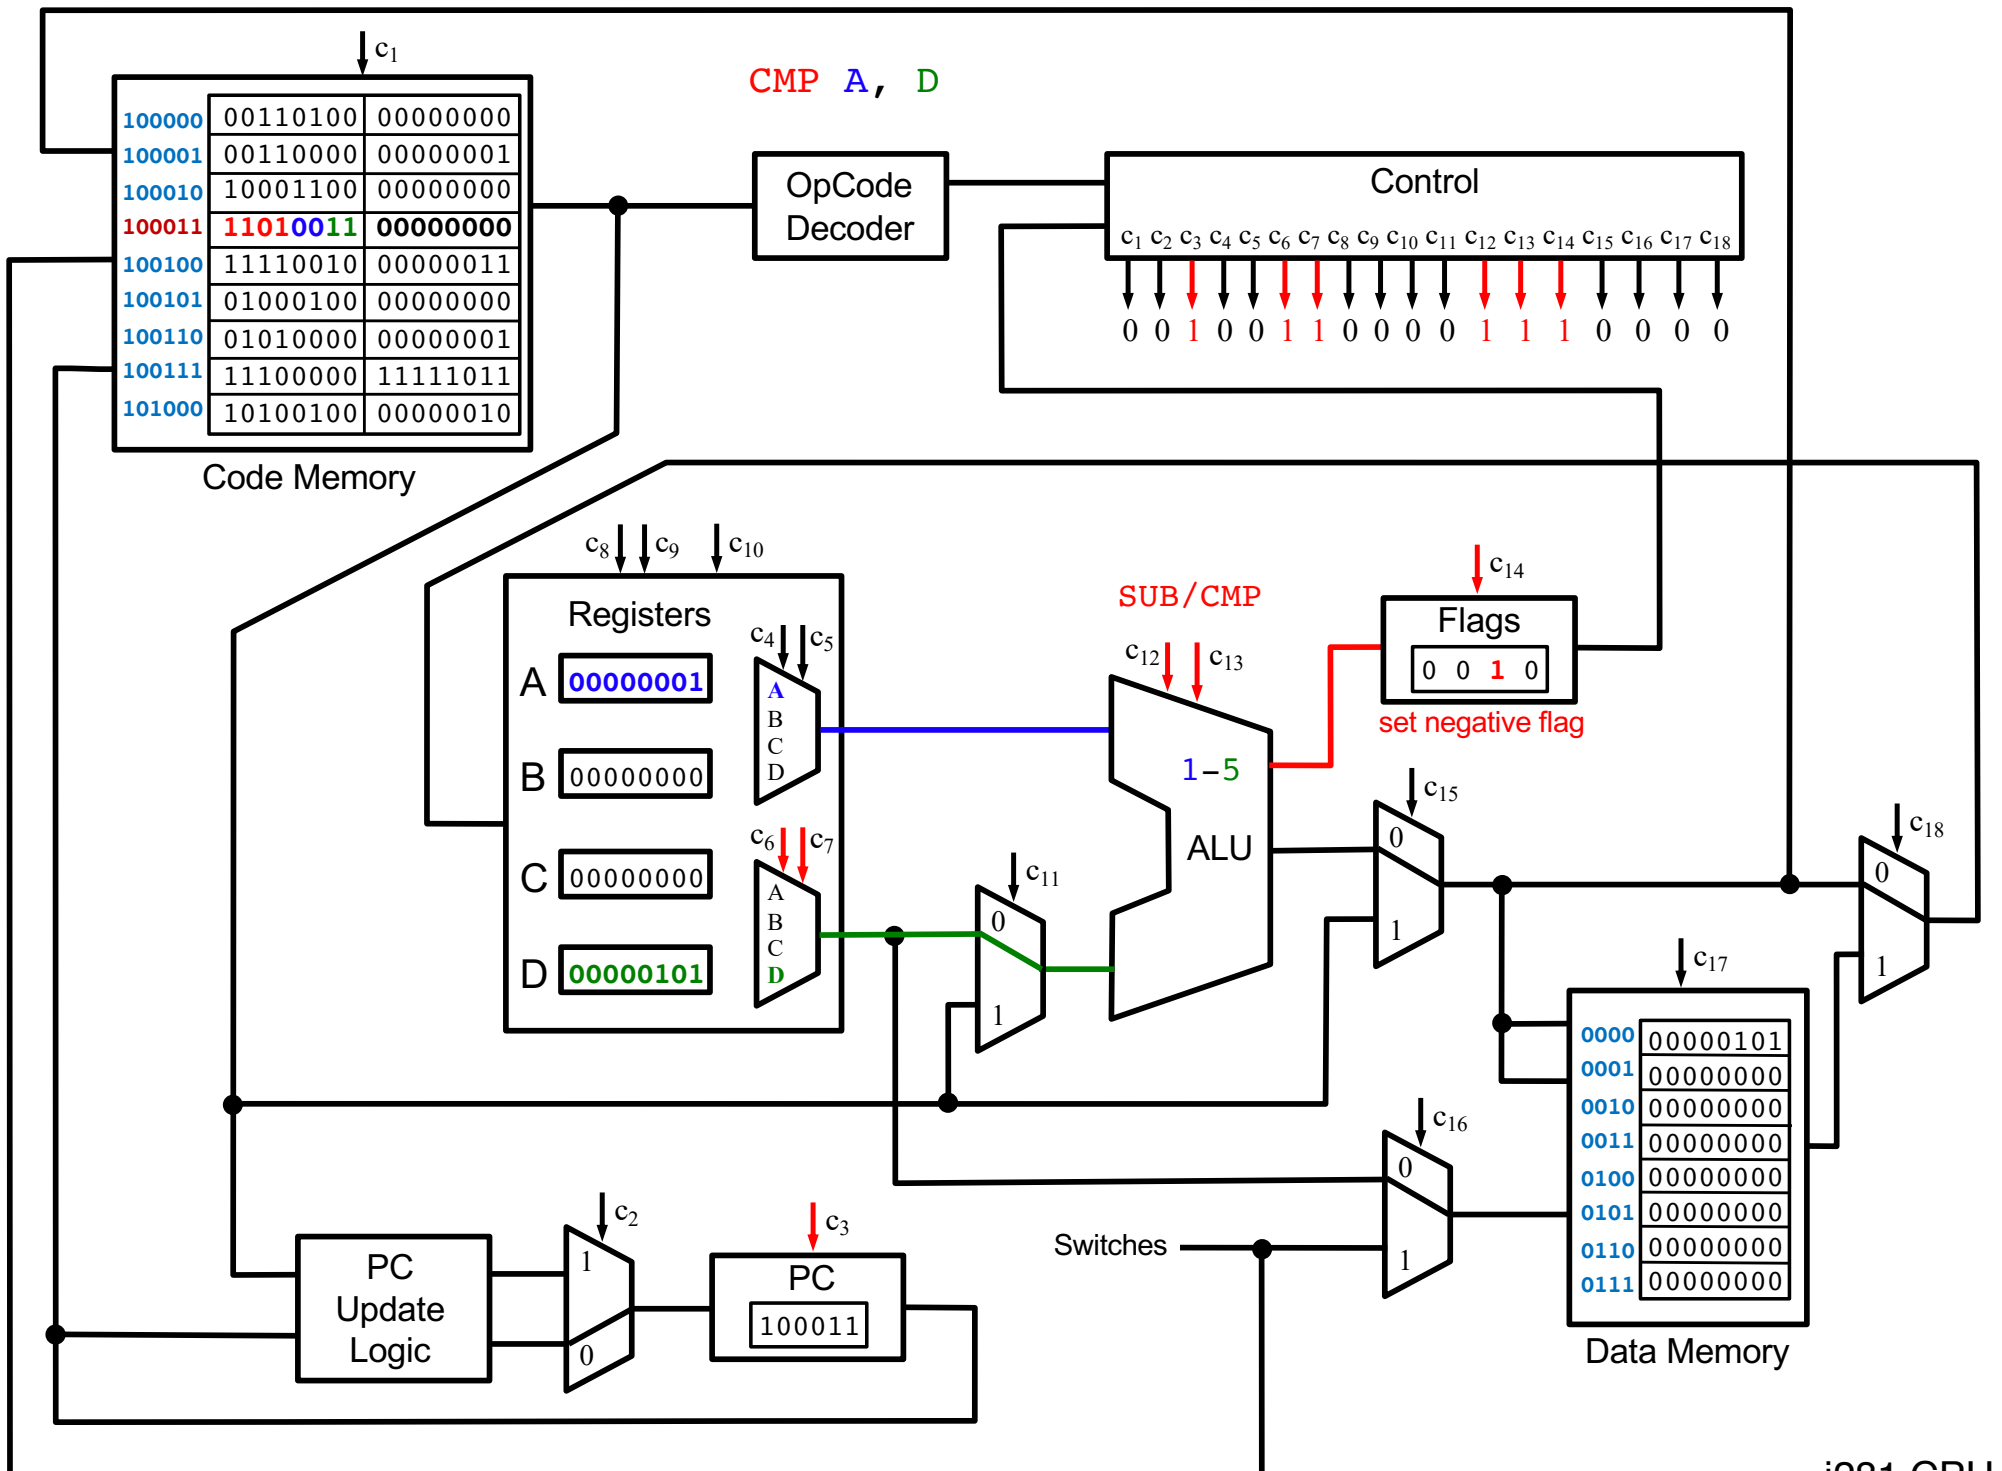 c1
CMP A, D
100000 00110100 00000000
100001 00110000 00000001
100010 10001100 00000000
100011 11010011 00000000
100100 11110010 00000011
100101 01000100 00000000
100110 01010000 00000001
100111 11100000 11111011
101000 10100100 00000010
Code Memory
OpCode
Decoder
Control
c1 c2 c3 c4 c5 c6 c7 c8 c9 c10 c11 c12 c13 c14 c15 c16 c17 c18
0 0 1 0 0 1 1 0 0 0 0 1 1 1 0 0 0 0
c8 c9 c10
Registers
A 00000001
B 00000000
C 00000000
D 00000101
c4 c5
A
B
C
D
c6 c7
A
B
C
D
c11
0
1
SUB/CMP
c12 c13
1-5
ALU
c14
Flags
0 0 1 0
set negative flag
c15
0
1
c18
0
1
c17
0000 00000101
0001 00000000
0010 00000000
0011 00000000
0100 00000000
0101 00000000
0110 00000000
0111 00000000
Data Memory
c16
0
1
Switches
PC
Update
Logic
c2
1
0
c3
PC
100011
i281 CPU